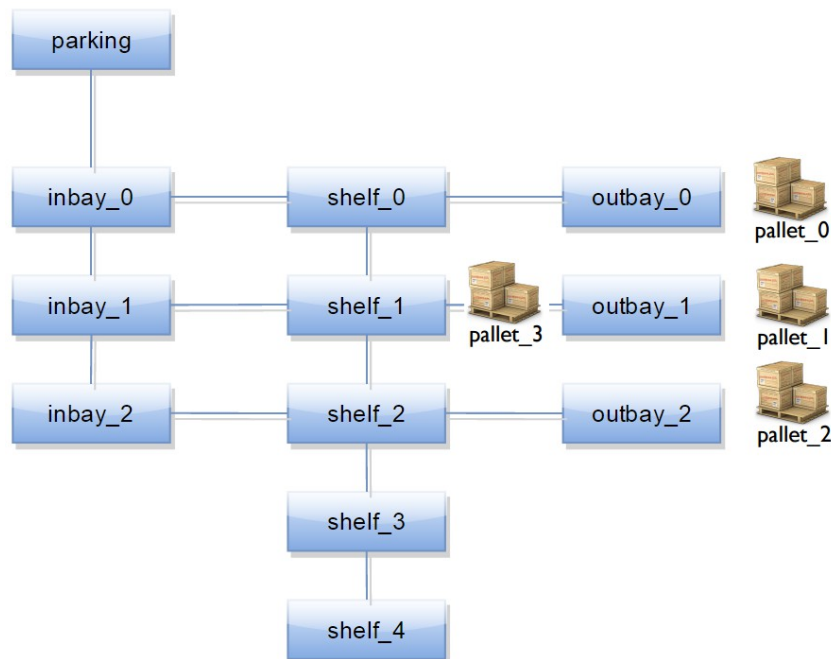 parking
inbay_0
shelf_0
outbay_0
pallet_0
inbay_1
shelf_1
pallet_3
outbay_1
pallet_1
inbay_2
shelf_2
outbay_2
pallet_2
shelf_3
shelf_4